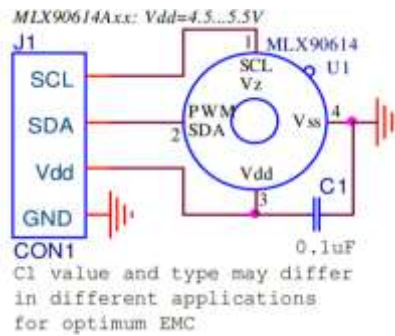 MLX90614Axx: Vdd=4.5...5.5V
J1
SCL
SDA
Vdd
GND
CON1
1
MLX90614
U1
SCL
Vz
PWM
SDA
2
Vss
4
Vdd
3
C1
0.1uF
C1 value and type may differ
in different applications
for optimum EMC